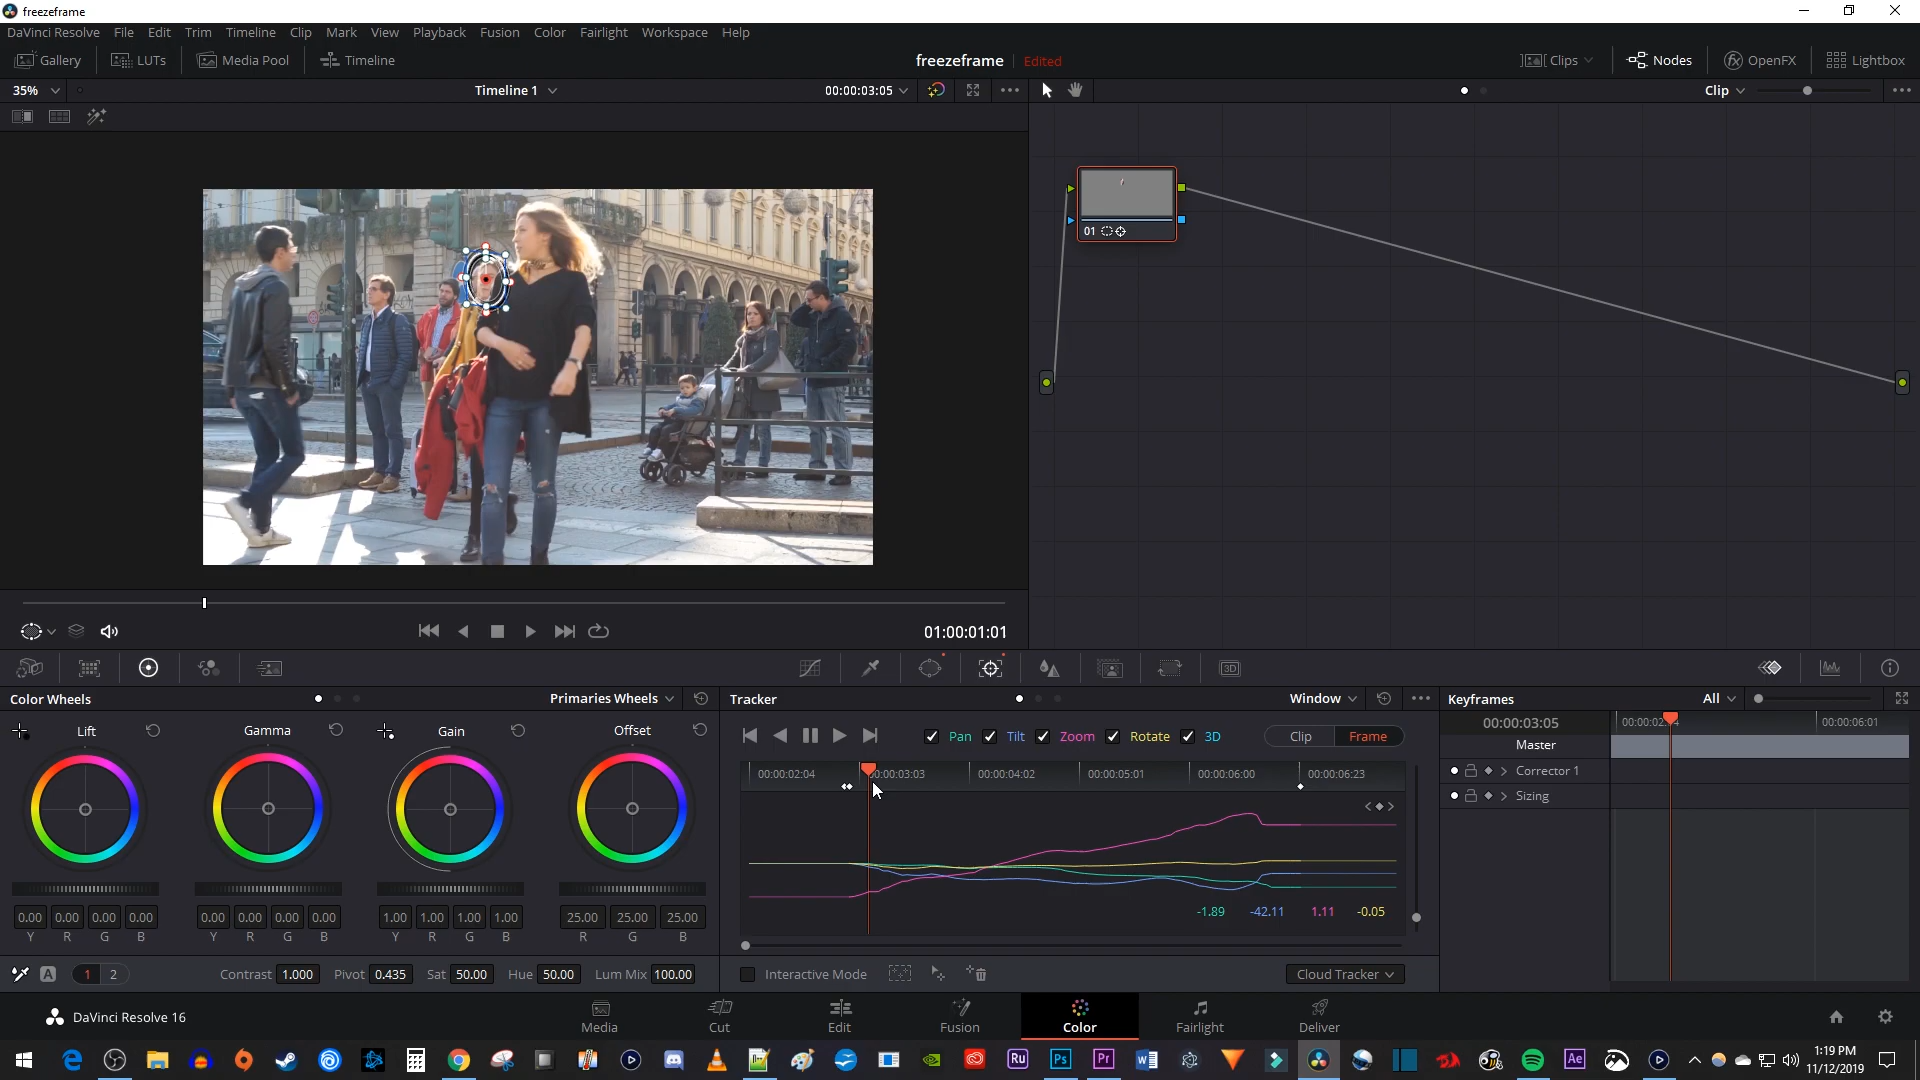 freezeframe
DaVinci Resolve File Edit Trim Timeline Clip Mark View Playback Fusion Color Fairlight Workspace Help
Gallery LUTs Media Pool Timeline freezeframe Edited Clips Nodes OpenFX Lightbox
35% Timeline 1 00:00:03:05 Clip
01
01:00:01:01
3D
Color Wheels Primaries Wheels Tracker Window Keyframes All
Lift Gamma Gain Offset
Pan Tilt Zoom Rotate 3D Clip Frame
00:00:03:05 00:00:06:01
Master
Corrector 1
Sizing
00:00:02:04 00:00:03:03 00:00:04:02 00:00:05:01 00:00:06:00 00:00:06:23
-1.89 -42.11 1.11 -0.05
0.00 0.00 0.00 0.00 0.00 0.00 0.00 0.00 1.00 1.00 1.00 1.00 25.00 25.00 25.00
Y R G B Y R G B Y R G B R G B
A 1 2 Contrast 1.000 Pivot 0.435 Sat 50.00 Hue 50.00 Lum Mix 100.00
Interactive Mode Cloud Tracker
DaVinci Resolve 16
Media Cut Edit Fusion Color Fairlight Deliver
Ru Ps Pr Ae
1:19 PM
11/12/2019